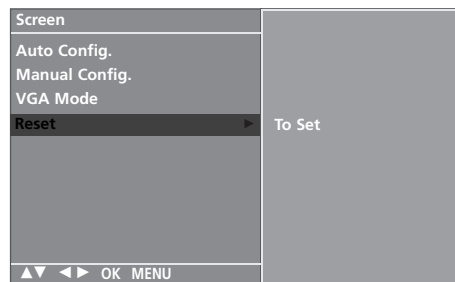 Screen
Auto Config.
Manual Config.
VGA Mode
Reset ► To Set
▲▼ ◄► OK MENU